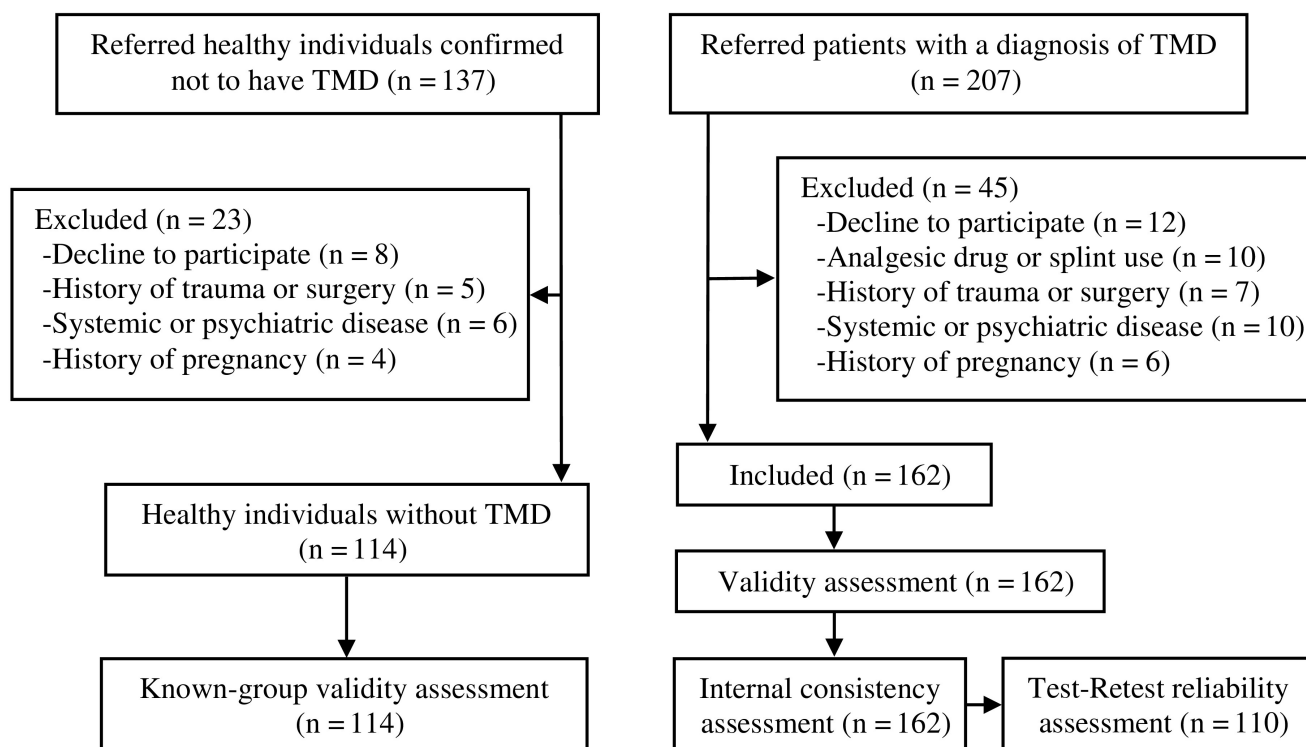 Referred healthy individuals confirmed
not to have TMD (n = 137)
Excluded (n = 23)
-Decline to participate (n = 8)
-History of trauma or surgery (n = 5)
-Systemic or psychiatric disease (n = 6)
-History of pregnancy (n = 4)
Healthy individuals without TMD
(n = 114)
Known-group validity assessment
(n = 114)
Referred patients with a diagnosis of TMD
(n = 207)
Excluded (n = 45)
-Decline to participate (n = 12)
-Analgesic drug or splint use (n = 10)
-History of trauma or surgery (n = 7)
-Systemic or psychiatric disease (n = 10)
-History of pregnancy (n = 6)
Included (n = 162)
Validity assessment (n = 162)
Internal consistency
assessment (n = 162)
Test-Retest reliability
assessment (n = 110)